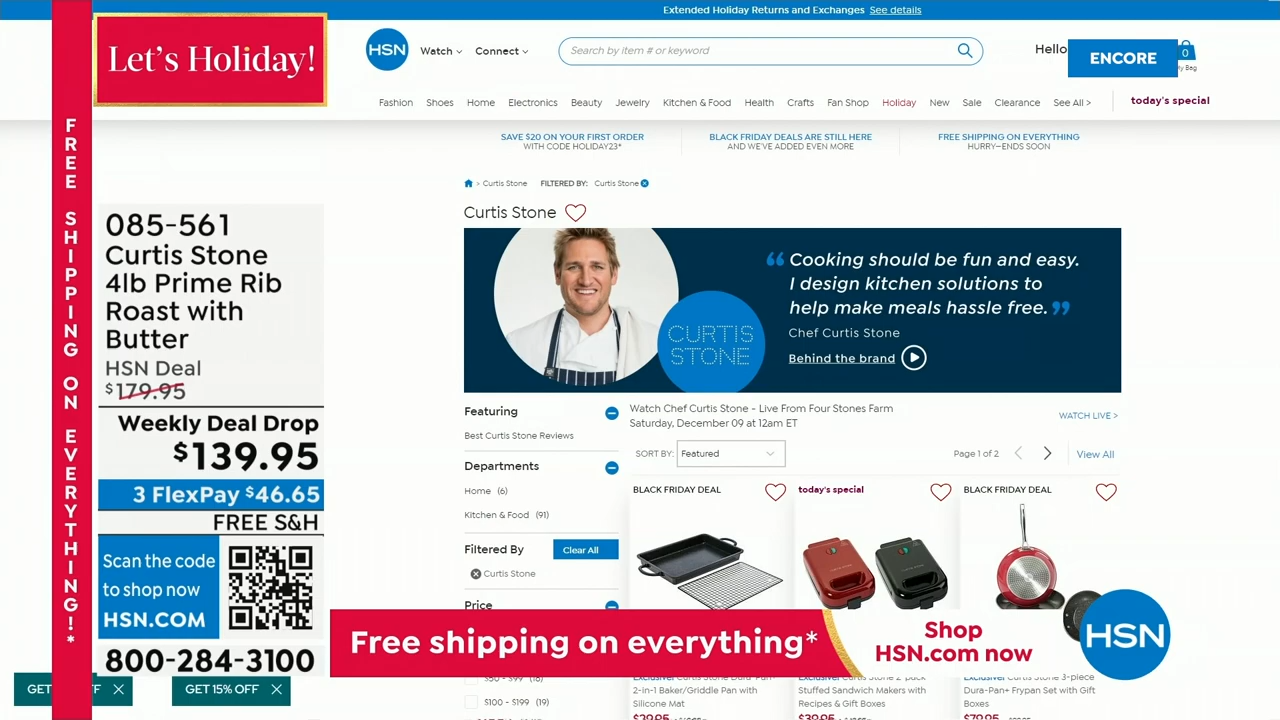 Extended Holiday Returns and Exchanges See details
Let's Holiday!
HSN
Watch
Connect
Search by item # or keyword
Hello
ENCORE
0
Fashion Shoes Home Electronics Beauty Jewelry Kitchen & Food Health Crafts Fan Shop Holiday New Sale Clearance See All > today's special
SAVE $20 ON YOUR FIRST ORDER
WITH CODE HOLIDAY23*
BLACK FRIDAY DEALS ARE STILL HERE
AND WE'VE ADDED EVEN MORE
FREE SHIPPING ON EVERYTHING
HURRY—ENDS SOON
FREE SHIPPING ON EVERYTHING!*
> Curtis Stone FILTERED BY: Curtis Stone
Curtis Stone
085-561
Curtis Stone
4lb Prime Rib
Roast with
Butter
HSN Deal
$179.95
Weekly Deal Drop
$139.95
3 FlexPay $46.65
FREE S&H
Scan the code
to shop now
HSN.COM
800-284-3100
CURTIS
STONE
“ Cooking should be fun and easy.
I design kitchen solutions to
help make meals hassle free. ”
Chef Curtis Stone
Behind the brand
Featuring
Best Curtis Stone Reviews
Departments
Home (6)
Kitchen & Food (91)
Filtered By
Clear All
Curtis Stone
Price
$100 - $199 (19)
Watch Chef Curtis Stone - Live From Four Stones Farm
Saturday, December 09 at 12am ET
WATCH LIVE >
SORT BY: Featured
Page 1 of 2
View All
BLACK FRIDAY DEAL
today's special
BLACK FRIDAY DEAL
Free shipping on everything*
Shop
HSN.com now
HSN
2-in-1 Baker/Griddle Pan with
Silicone Mat
Stuffed Sandwich Makers with
Recipes & Gift Boxes
Exclusive! Curtis Stone 3-piece
Dura-Pan+ Frypan Set with Gift
Boxes
GET
GET 15% OFF